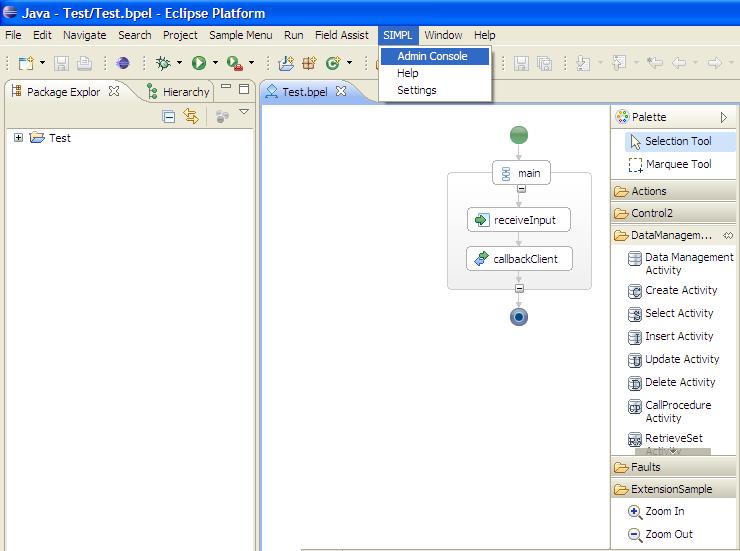 Java - Test/Test.bpel - Eclipse Platform
File Edit Navigate Search Project Sample Menu Run Field Assist SIMPL Window Help
Admin Console
Help
Settings
Package Explor
Hierarchy
Test
Test.bpel
main
receiveInput
callbackClient
Palette
Selection Tool
Marquee Tool
Actions
Control2
DataManagem...
Data Management
Activity
Create Activity
Select Activity
Insert Activity
Update Activity
Delete Activity
CallProcedure
Activity
RetrieveSet
Activity
Faults
ExtensionSample
Zoom In
Zoom Out